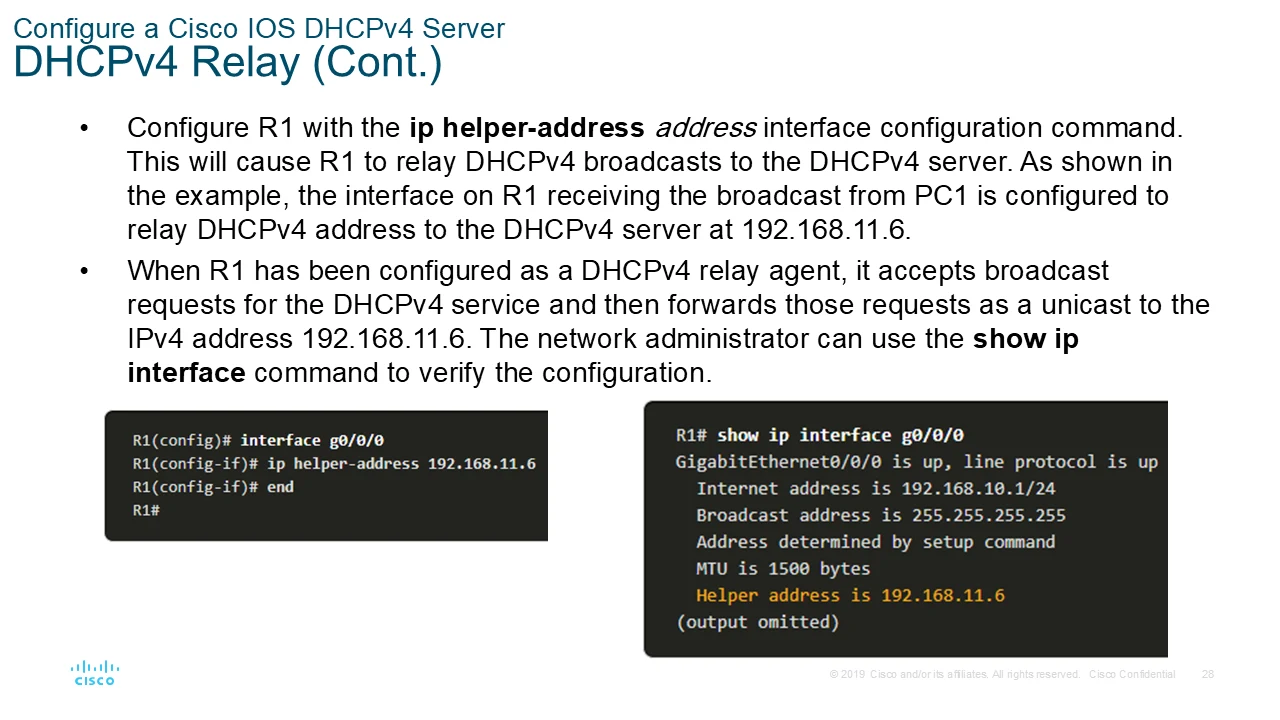 Configure a Cisco IOS DHCPv4 Server
DHCPv4 Relay (Cont.)
• Configure R1 with the ip helper-address address interface configuration command.
This will cause R1 to relay DHCPv4 broadcasts to the DHCPv4 server. As shown in
the example, the interface on R1 receiving the broadcast from PC1 is configured to
relay DHCPv4 address to the DHCPv4 server at 192.168.11.6.
• When R1 has been configured as a DHCPv4 relay agent, it accepts broadcast
requests for the DHCPv4 service and then forwards those requests as a unicast to the
IPv4 address 192.168.11.6. The network administrator can use the show ip
interface command to verify the configuration.
R1(config)# interface g0/0/0
R1(config-if)# ip helper-address 192.168.11.6
R1(config-if)# end
R1#
R1# show ip interface g0/0/0
GigabitEthernet0/0/0 is up, line protocol is up
Internet address is 192.168.10.1/24
Broadcast address is 255.255.255.255
Address determined by setup command
MTU is 1500 bytes
Helper address is 192.168.11.6
(output omitted)
CISCO
© 2019 Cisco and/or its affiliates. All rights reserved. Cisco Confidential 28